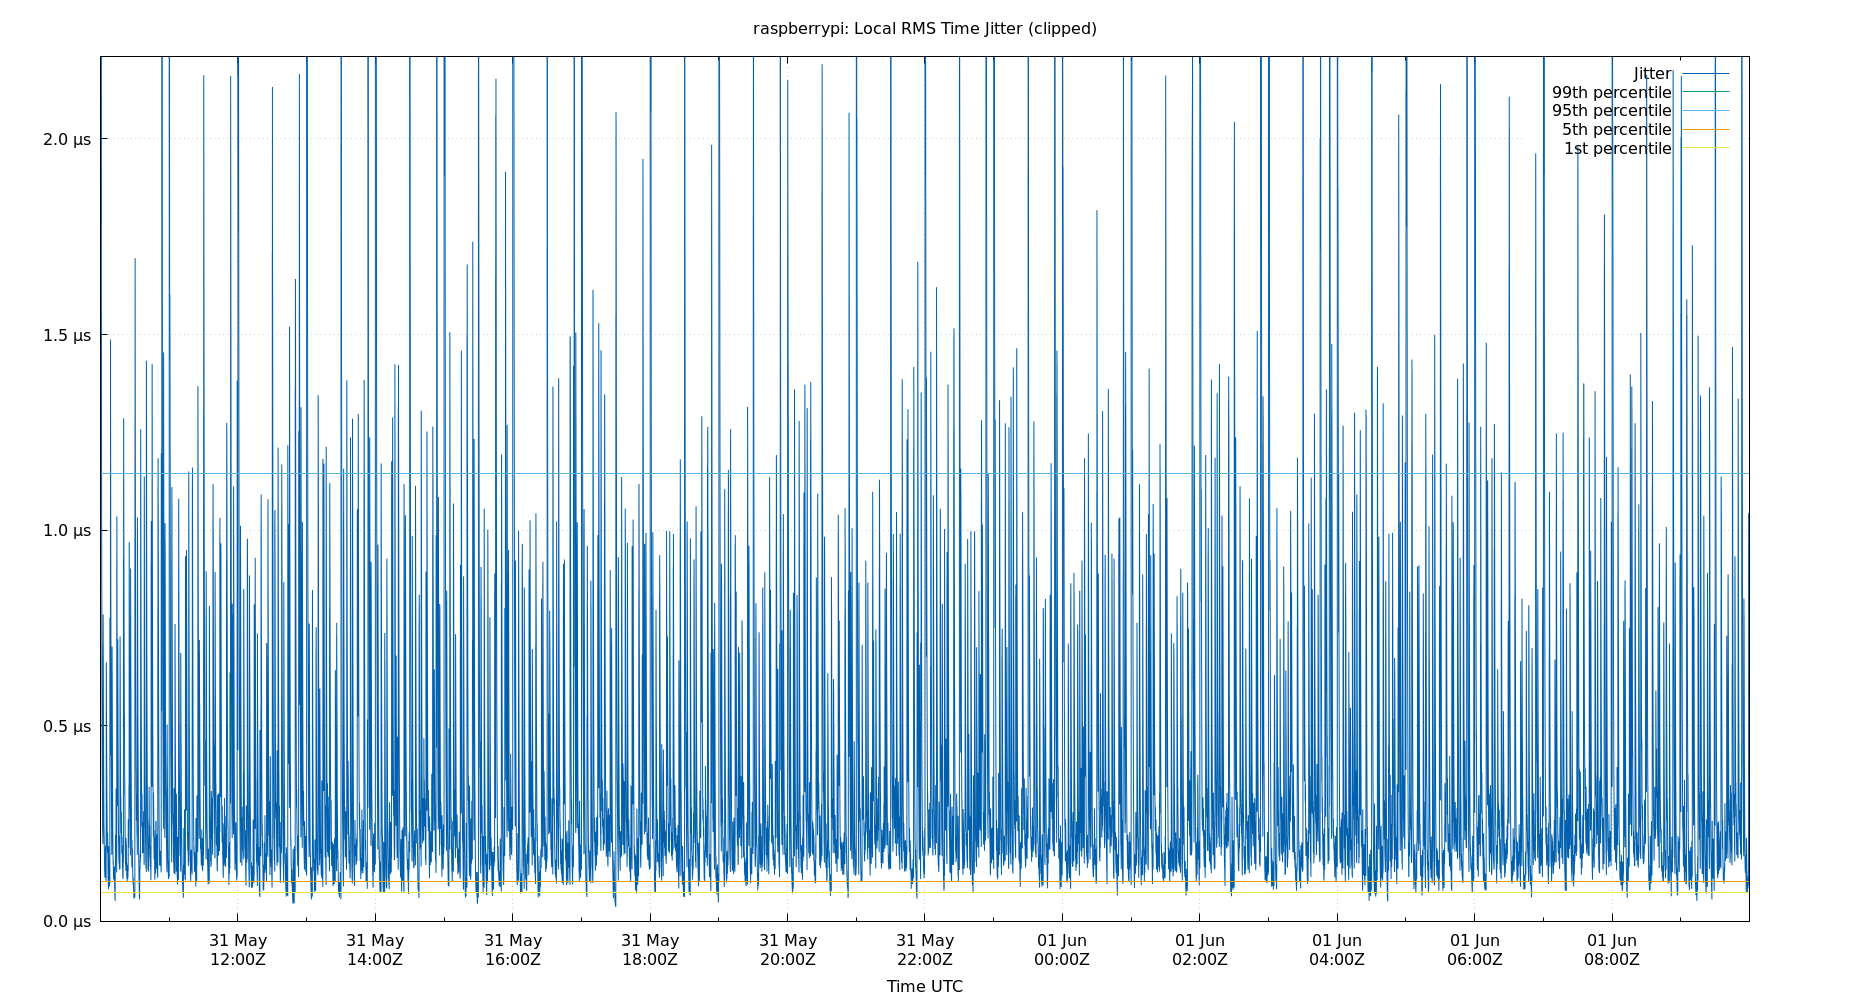 raspberrypi: Local RMS Time Jitter (clipped)
Jitter
99th percentile
95th percentile
5th percentile
1st percentile
2.0 μs
1.5 μs
1.0 μs
0.5 μs
0.0 μs
31 May 31 May 31 May 31 May 31 May 31 May 01 Jun 01 Jun 01 Jun 01 Jun 01 Jun
12:00Z 14:00Z 16:00Z 18:00Z 20:00Z 22:00Z 00:00Z 02:00Z 04:00Z 06:00Z 08:00Z
Time UTC